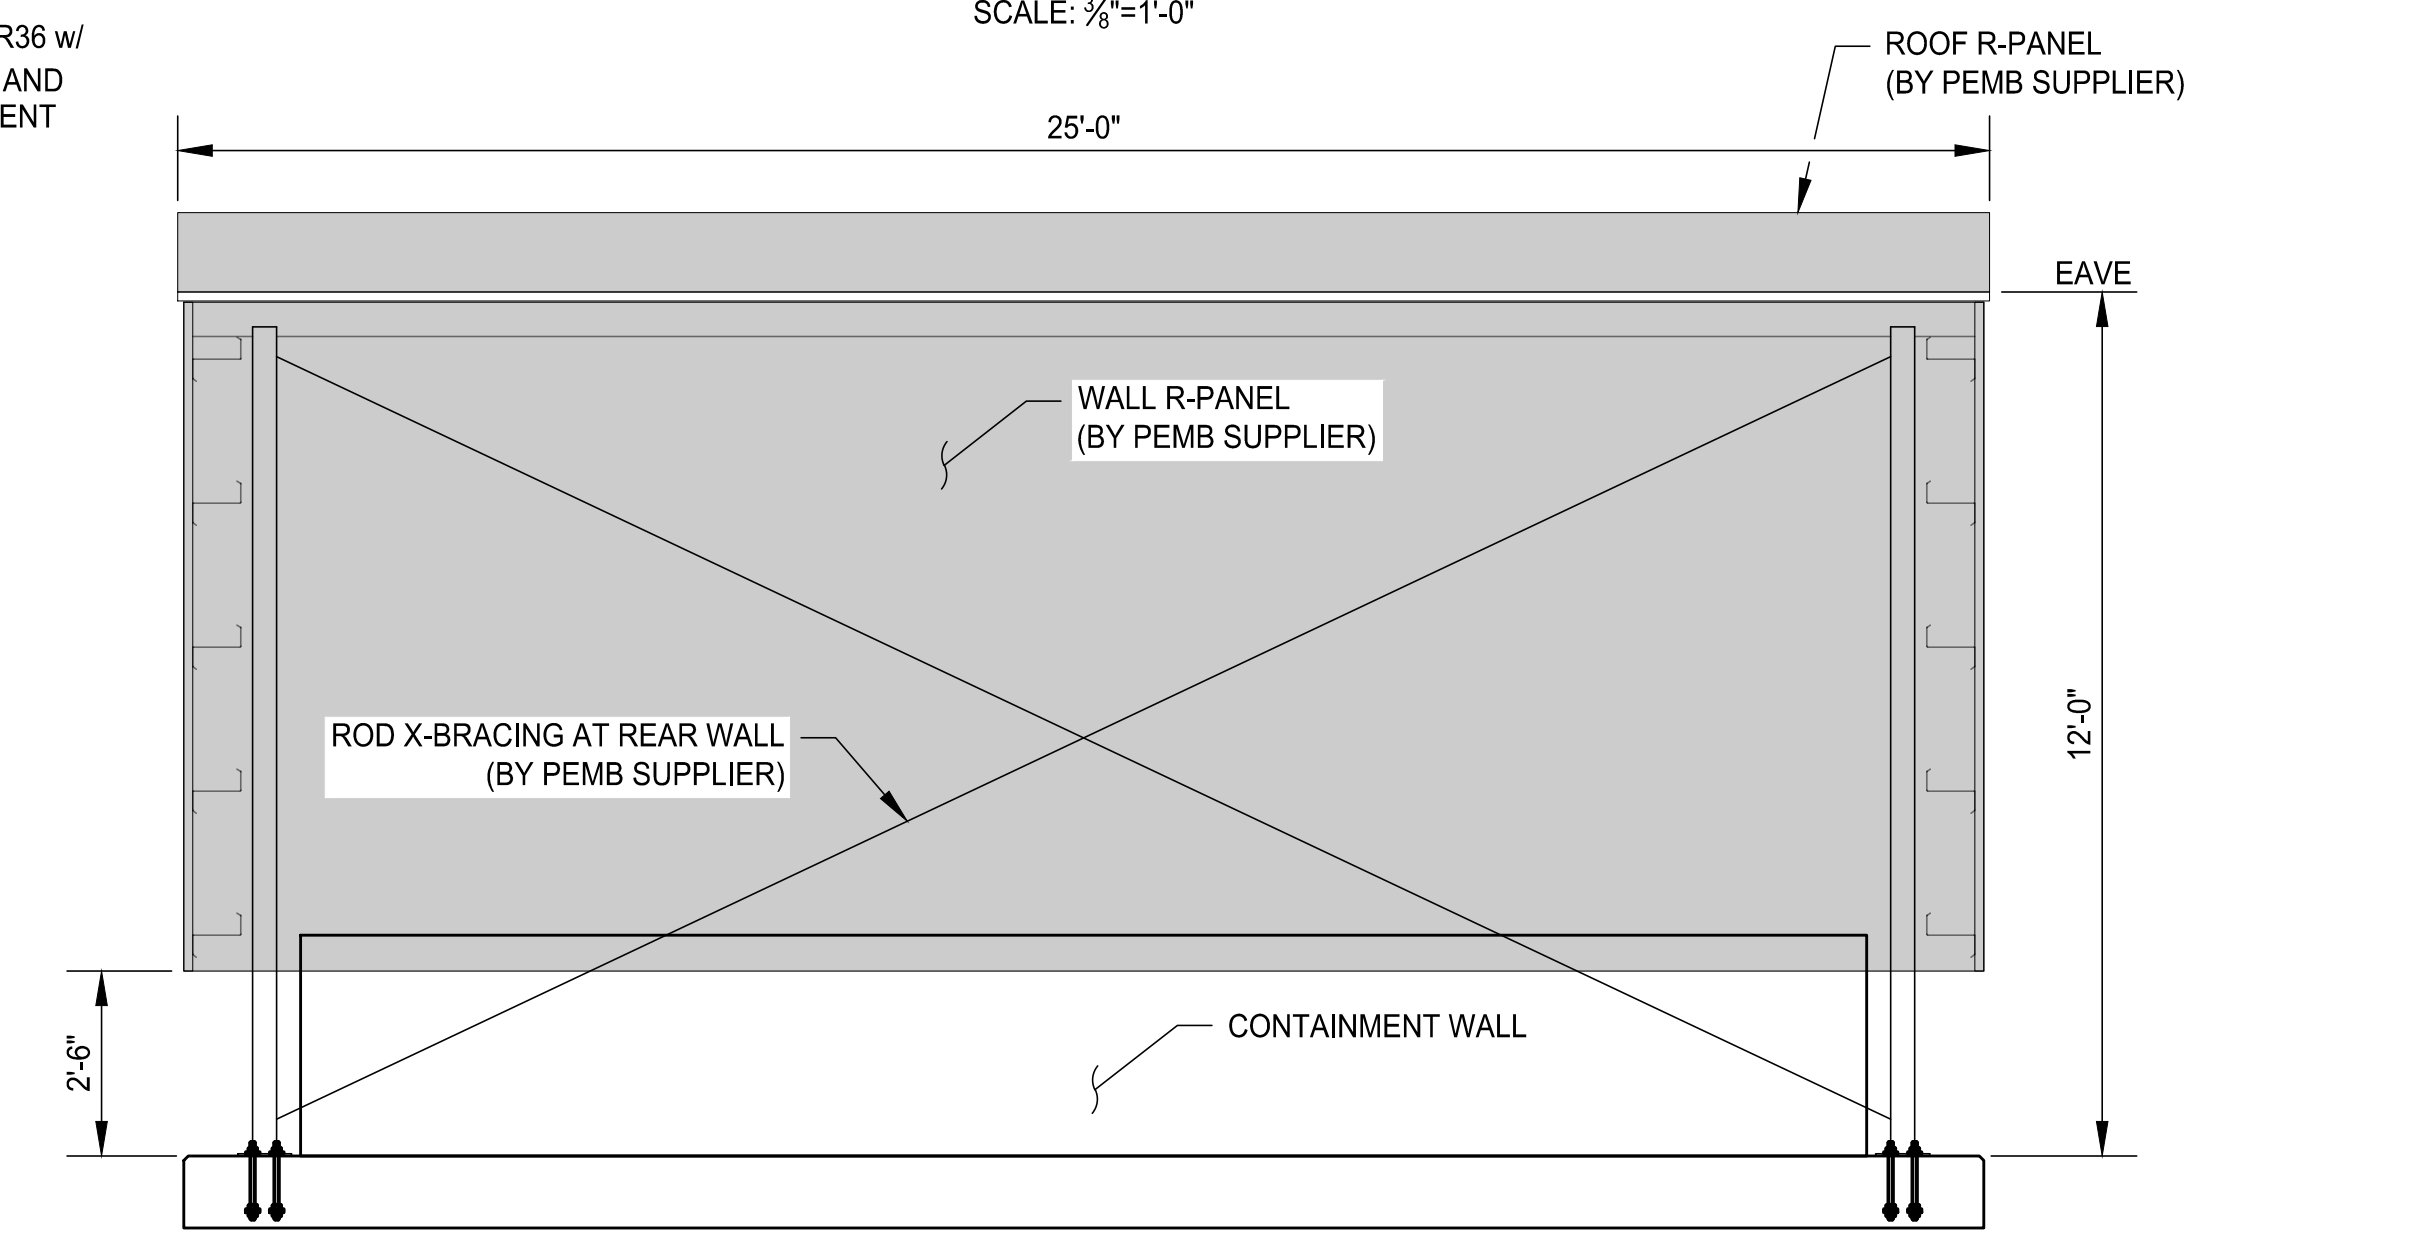 SCALE: 3/8"=1'-0"
R36 w/
AND
ENT
ROOF R-PANEL
(BY PEMB SUPPLIER)
25'-0"
EAVE
WALL R-PANEL
(BY PEMB SUPPLIER)
ROD X-BRACING AT REAR WALL
(BY PEMB SUPPLIER)
12'-0"
CONTAINMENT WALL
2'-6"